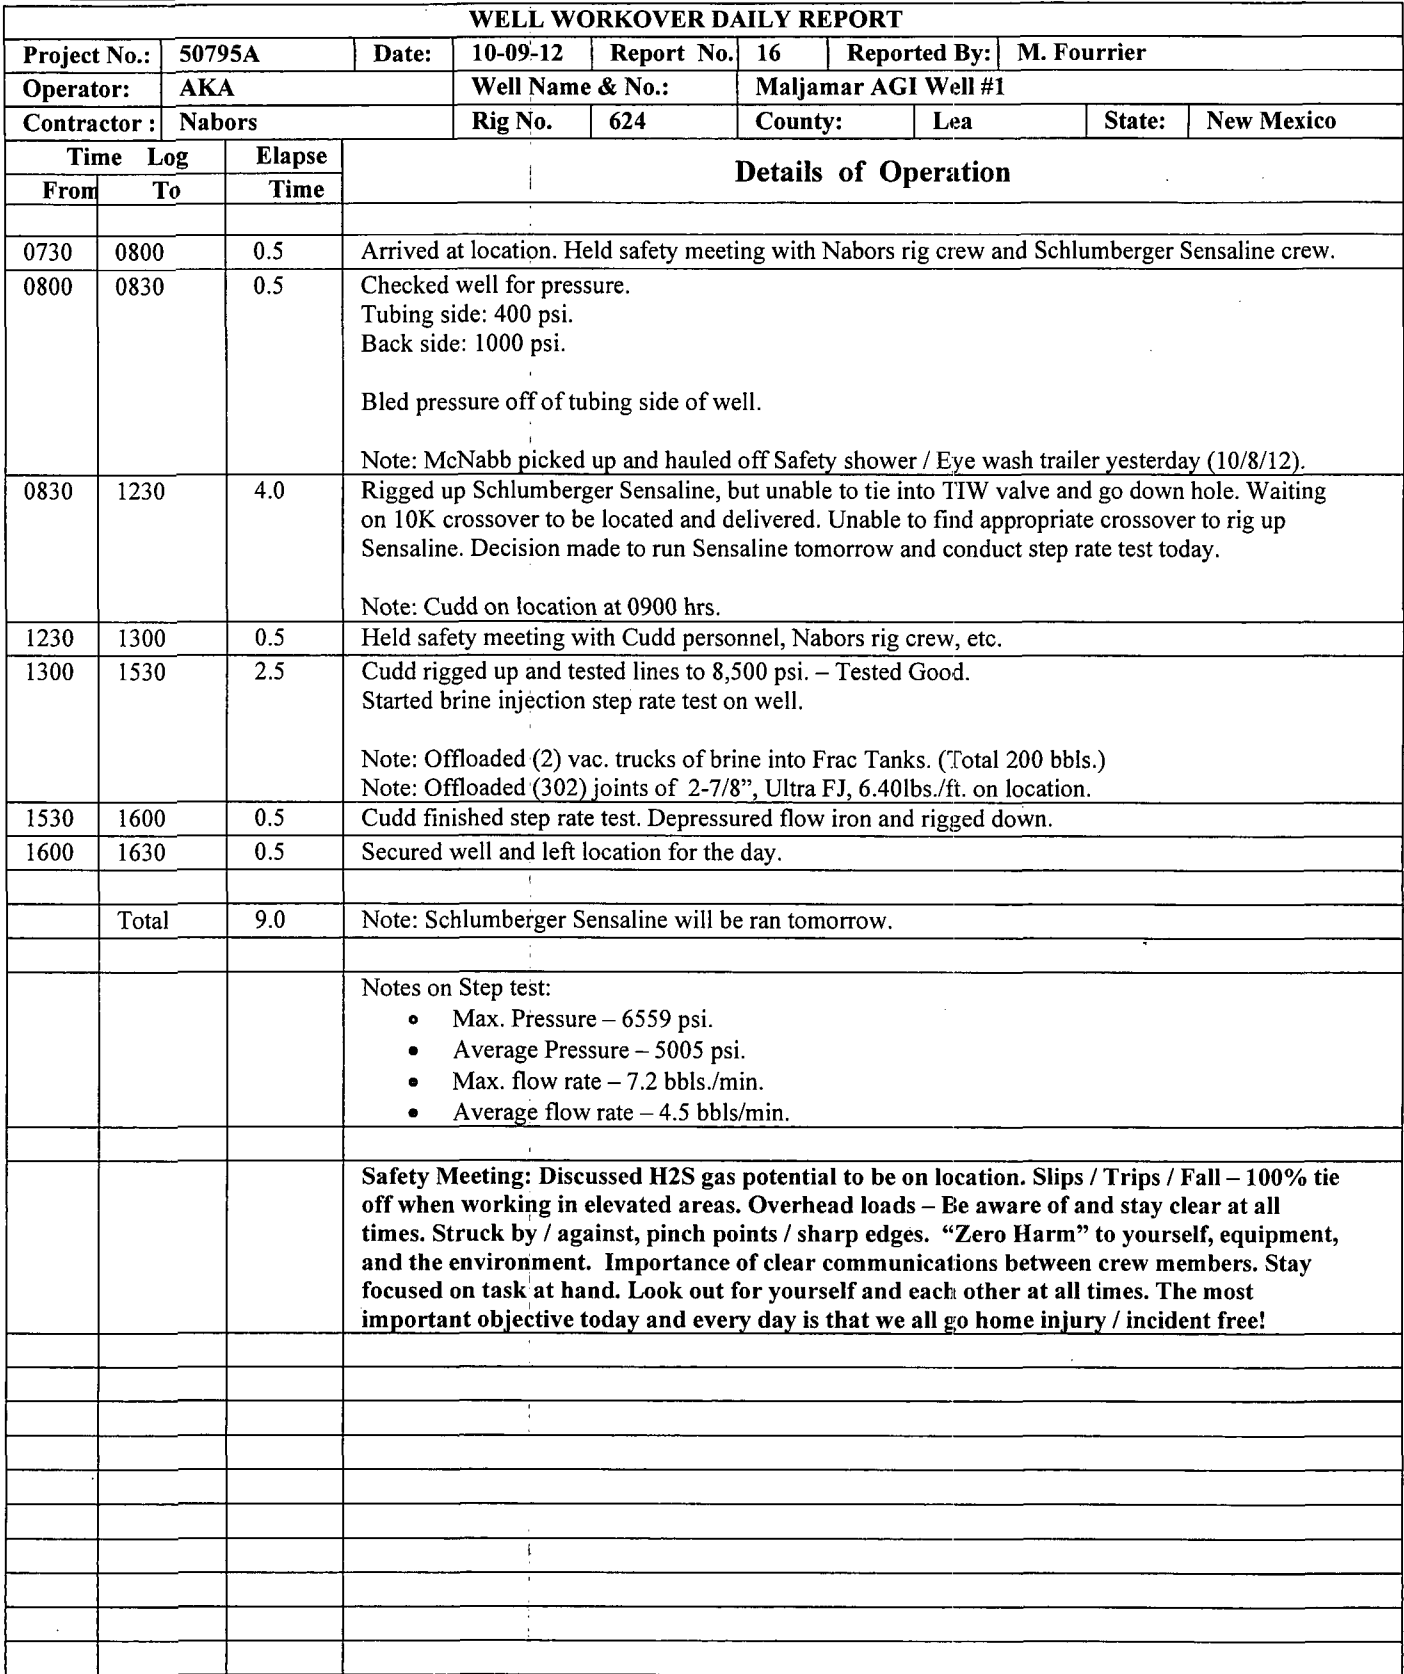 WELL WORKOVER DAILY REPORT
Project No.: 50795A Date: 10-09-12 Report No. 16 Reported By: M. Fourrier
Operator: AKA Well Name & No.: Maljamar AGI Well #1
Contractor : Nabors Rig No. 624 County: Lea State: New Mexico
Time Log Elapse
Details of Operation
From To Time
0730 0800 0.5 Arrived at location. Held safety meeting with Nabors rig crew and Schlumberger Sensaline crew.
0800 0830 0.5 Checked well for pressure.
Tubing side: 400 psi.
Back side: 1000 psi.
Bled pressure off of tubing side of well.
Note: McNabb picked up and hauled off Safety shower / Eye wash trailer yesterday (10/8/12).
0830 1230 4.0 Rigged up Schlumberger Sensaline, but unable to tie into TIW valve and go down hole. Waiting
on 10K crossover to be located and delivered. Unable to find appropriate crossover to rig up
Sensaline. Decision made to run Sensaline tomorrow and conduct step rate test today.
Note: Cudd on location at 0900 hrs.
1230 1300 0.5 Held safety meeting with Cudd personnel, Nabors rig crew, etc.
1300 1530 2.5 Cudd rigged up and tested lines to 8,500 psi. – Tested Good.
Started brine injection step rate test on well.
Note: Offloaded (2) vac. trucks of brine into Frac Tanks. (Total 200 bbls.)
Note: Offloaded (302) joints of 2-7/8”, Ultra FJ, 6.40lbs./ft. on location.
1530 1600 0.5 Cudd finished step rate test. Depressured flow iron and rigged down.
1600 1630 0.5 Secured well and left location for the day.
Total 9.0 Note: Schlumberger Sensaline will be ran tomorrow.
Notes on Step test:
• Max. Pressure – 6559 psi.
• Average Pressure – 5005 psi.
• Max. flow rate – 7.2 bbls./min.
• Average flow rate – 4.5 bbls/min.
Safety Meeting: Discussed H2S gas potential to be on location. Slips / Trips / Fall – 100% tie
off when working in elevated areas. Overhead loads – Be aware of and stay clear at all
times. Struck by / against, pinch points / sharp edges. “Zero Harm” to yourself, equipment,
and the environment. Importance of clear communications between crew members. Stay
focused on task at hand. Look out for yourself and each other at all times. The most
important objective today and every day is that we all go home injury / incident free!